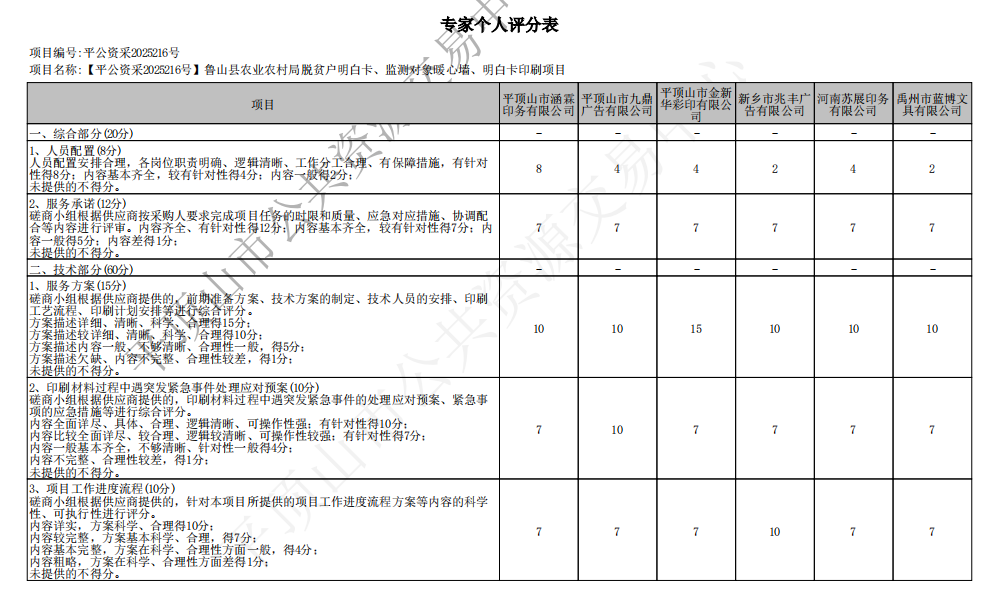 专家个人评分表
项目编号:平公资采2025216号
项目名称:【平公资采2025216号】鲁山县农业农村局脱贫户明白卡、监测对象暖心墙、明白卡印刷项目
项目 平顶山市涵霖印务有限公司 平顶山市九鼎广告有限公司 平顶山市金新华彩印有限公司 新乡市兆丰广告有限公司 河南苏展印务有限公司 禹州市蓝博文具有限公司
一、综合部分(20分) - - - - - -
1、人员配置(8分)
人员配置安排合理，各岗位职责明确、逻辑清晰、工作分工合理、有保障措施，有针对
性得8分；内容基本齐全，较有针对性得4分；内容一般得2分；
未提供的不得分。
8 4 4 2 4 2
2、服务承诺(12分)
磋商小组根据供应商按采购人要求完成项目任务的时限和质量、应急对应措施、协调配
合等内容进行评审。内容齐全、有针对性得12分；内容基本齐全，较有针对性得7分；内
容一般得5分；内容差得1分；
未提供的不得分。
7 7 7 7 7 7
二、技术部分(60分) - - - - - -
1、服务方案(15分)
磋商小组根据供应商提供的，前期准备方案、技术方案的制定、技术人员的安排、印刷
工艺流程、印刷计划安排等进行综合评分。
方案描述详细、清晰、科学、合理得15分；
方案描述较详细、清晰、科学、合理得10分；
方案描述内容一般，不够清晰、合理性一般，得5分；
方案描述欠缺、内容不完整、合理性较差，得1分；
未提供的不得分。
10 10 15 10 10 10
2、印刷材料过程中遇突发紧急事件处理应对预案(10分)
磋商小组根据供应商提供的，印刷材料过程中遇突发紧急事件的处理应对预案、紧急事
项的应急措施等进行综合评分。
内容全面详尽、具体、合理、逻辑清晰、可操作性强；有针对性得10分；
内容比较全面详尽、较合理、逻辑较清晰、可操作性较强；有针对性得7分；
内容一般基本齐全，不够清晰、针对性一般得4分；
内容不完整、合理性较差，得1分；
未提供的不得分。
7 10 7 7 7 7
3、项目工作进度流程(10分)
磋商小组根据供应商提供的，针对本项目所提供的项目工作进度流程方案等内容的科学
性、可执行性进行评分。
内容详实，方案科学、合理得10分；
内容较完整，方案基本科学、合理，得7分；
内容基本完整，方案在科学、合理性方面一般，得4分；
内容粗略，方案在科学、合理性方面差得1分；
未提供的不得分。
7 7 7 10 7 7
平顶山市公共资源交易中
平顶山市公共资源交易中心